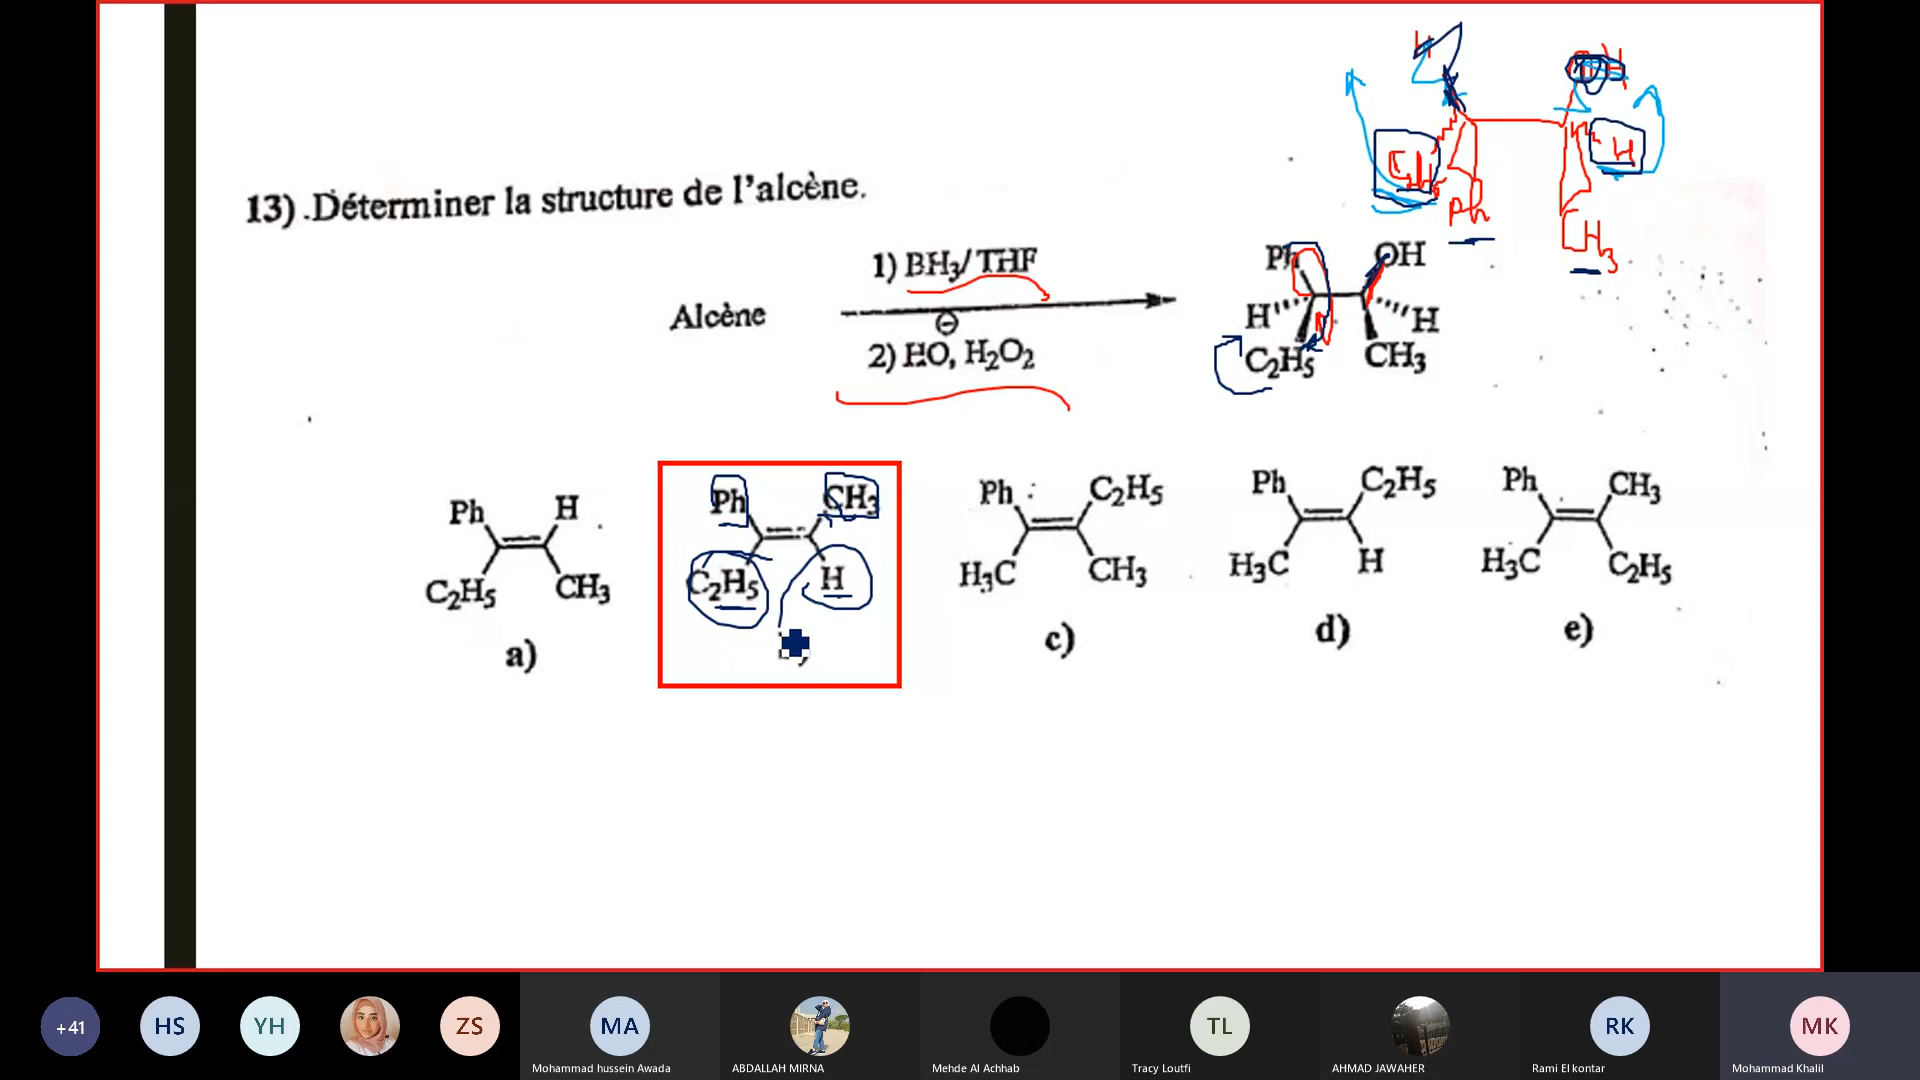 13) .Déterminer la structure de l'alcène.
Alcène
1) BH3/ THF
2) HO, H2O2
⊖
Ph
OH
H
H
C2H5
CH3
H
Ph
H
CH3
Ph
H
C2H5
CH3
a)
Ph
CH3
C2H5
H
Ph
C2H5
H3C
CH3
c)
Ph
C2H5
H3C
H
d)
Ph
CH3
H3C
C2H5
e)
+41
HS
YH
ZS
MA
TL
RK
MK
Mohammad hussein Awada
ABDALLAH MIRNA
Mehde Al Achhab
Tracy Loutfi
AHMAD JAWAHER
Rami El kontar
Mohammad Khalil